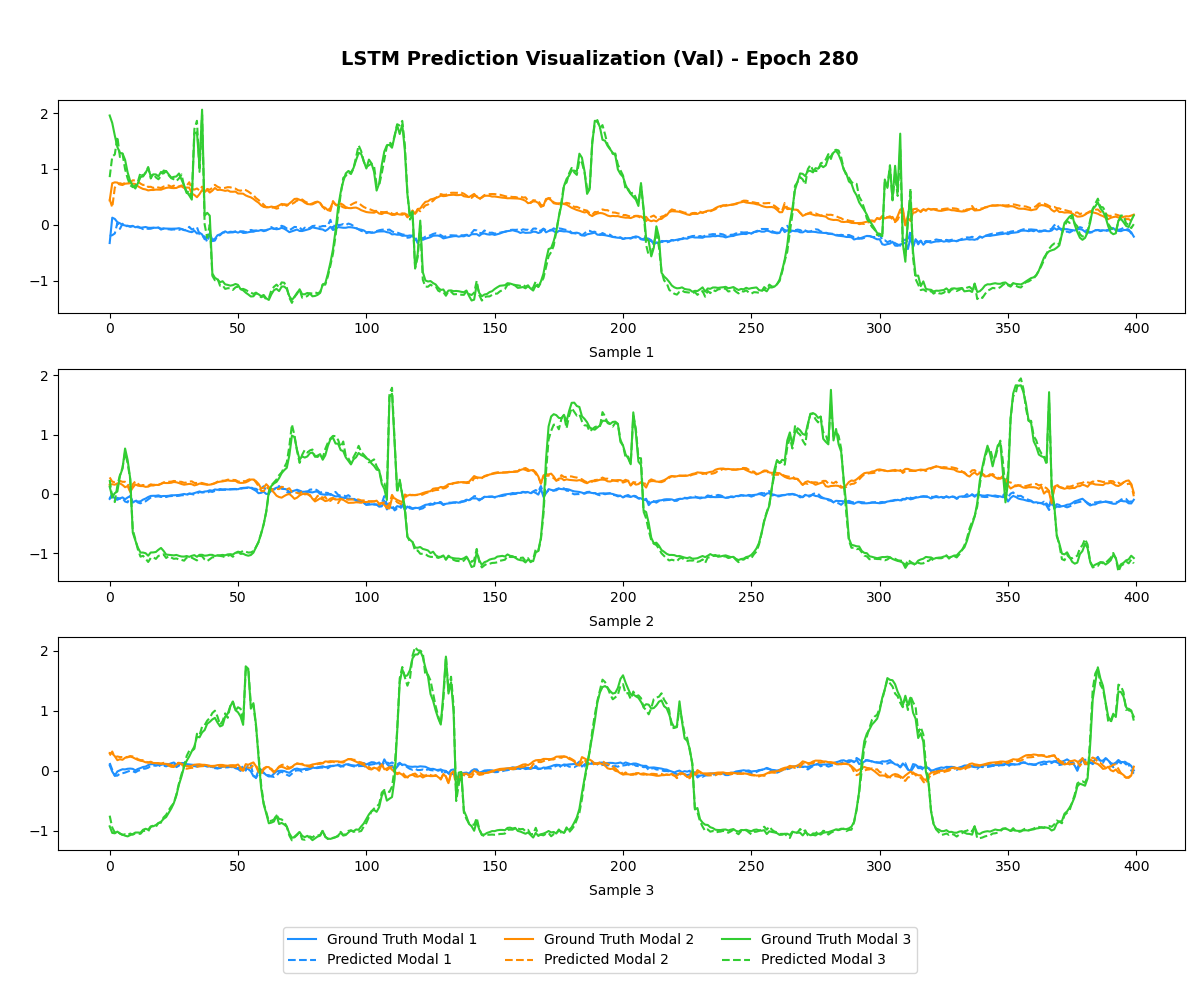 LSTM Prediction Visualization (Val) - Epoch 280
2
1
0
−1
0 50 100 150 200 250 300 350 400
Sample 1
2
1
0
−1
0 50 100 150 200 250 300 350 400
Sample 2
2
1
0
−1
0 50 100 150 200 250 300 350 400
Sample 3
Ground Truth Modal 1 Ground Truth Modal 2 Ground Truth Modal 3
Predicted Modal 1 Predicted Modal 2 Predicted Modal 3